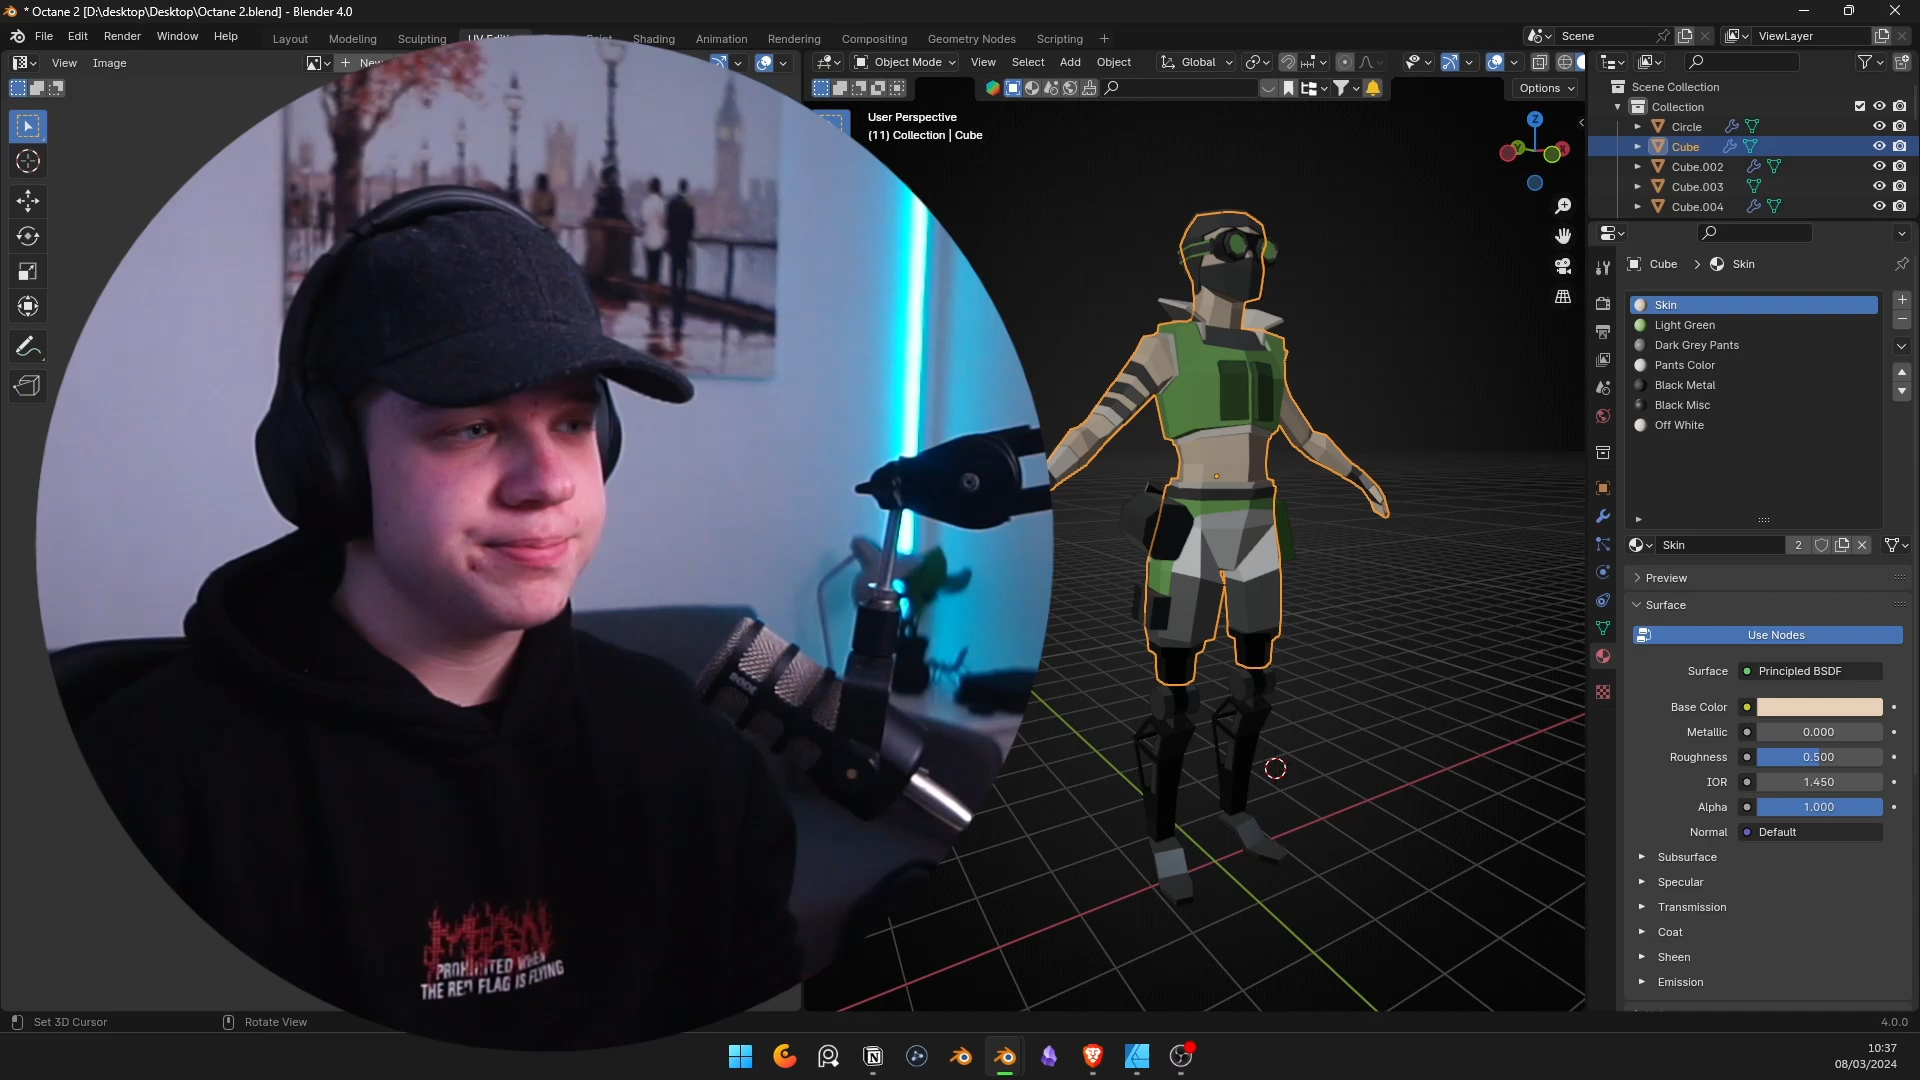 * Octane 2 [D:\desktop\Desktop\Octane 2.blend] - Blender 4.0
File Edit Render Window Help
Layout Modeling Sculpting Shading Animation Rendering Compositing Geometry Nodes Scripting +
Scene
ViewLayer
View Image
New
Object Mode View Select Add Object
Global
Options
User Perspective
(11) Collection | Cube
Z
Y
X
Scene Collection
Collection
Circle
Cube
Cube.002
Cube.003
Cube.004
Cube > Skin
Skin
Light Green
Dark Grey Pants
Pants Color
Black Metal
Black Misc
Off White
Skin 2
Preview
Surface
Use Nodes
Surface Principled BSDF
Base Color
Metallic 0.000
Roughness 0.500
IOR 1.450
Alpha 1.000
Normal Default
Subsurface
Specular
Transmission
Coat
Sheen
Emission
RODE
PROHIBITED WHEN
THE RED FLAG IS FLYING
Set 3D Cursor
Rotate View
4.0.0
10:37
08/03/2024